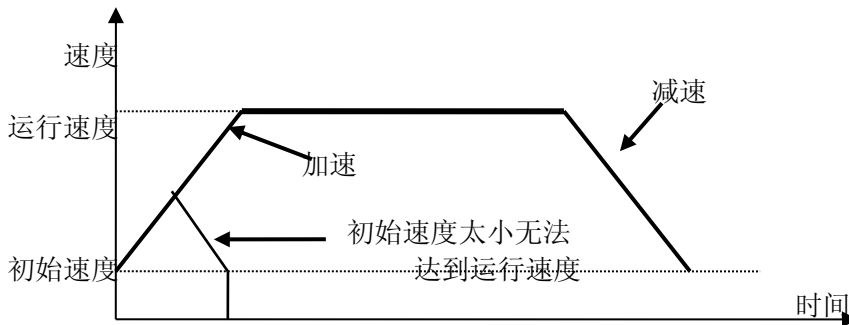 速度
减速
运行速度
加速
初始速度太小无法
初始速度
达到运行速度
时间